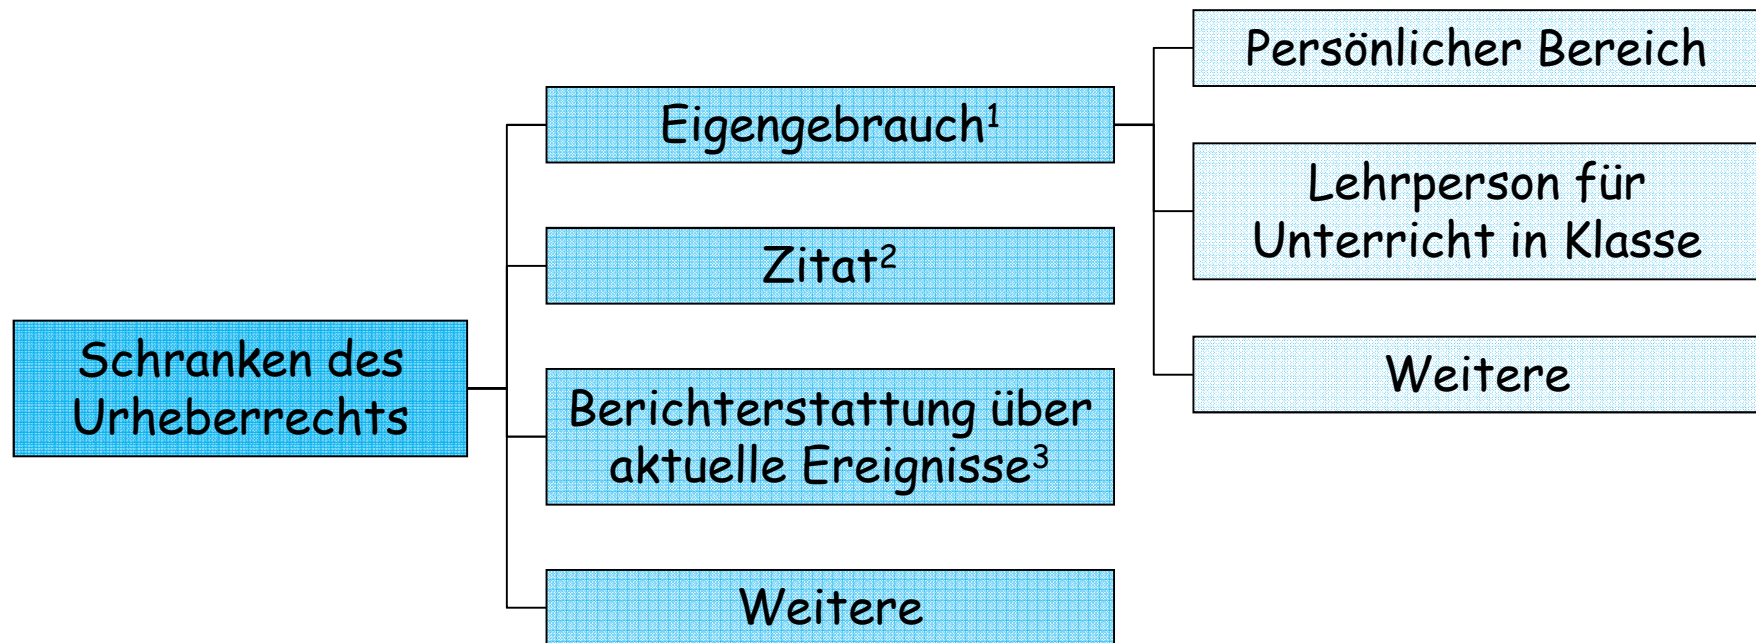 Schranken des
Urheberrechts
Eigengebrauch¹
Zitat²
Berichterstattung über
aktuelle Ereignisse³
Weitere
Persönlicher Bereich
Lehrperson für
Unterricht in Klasse
Weitere